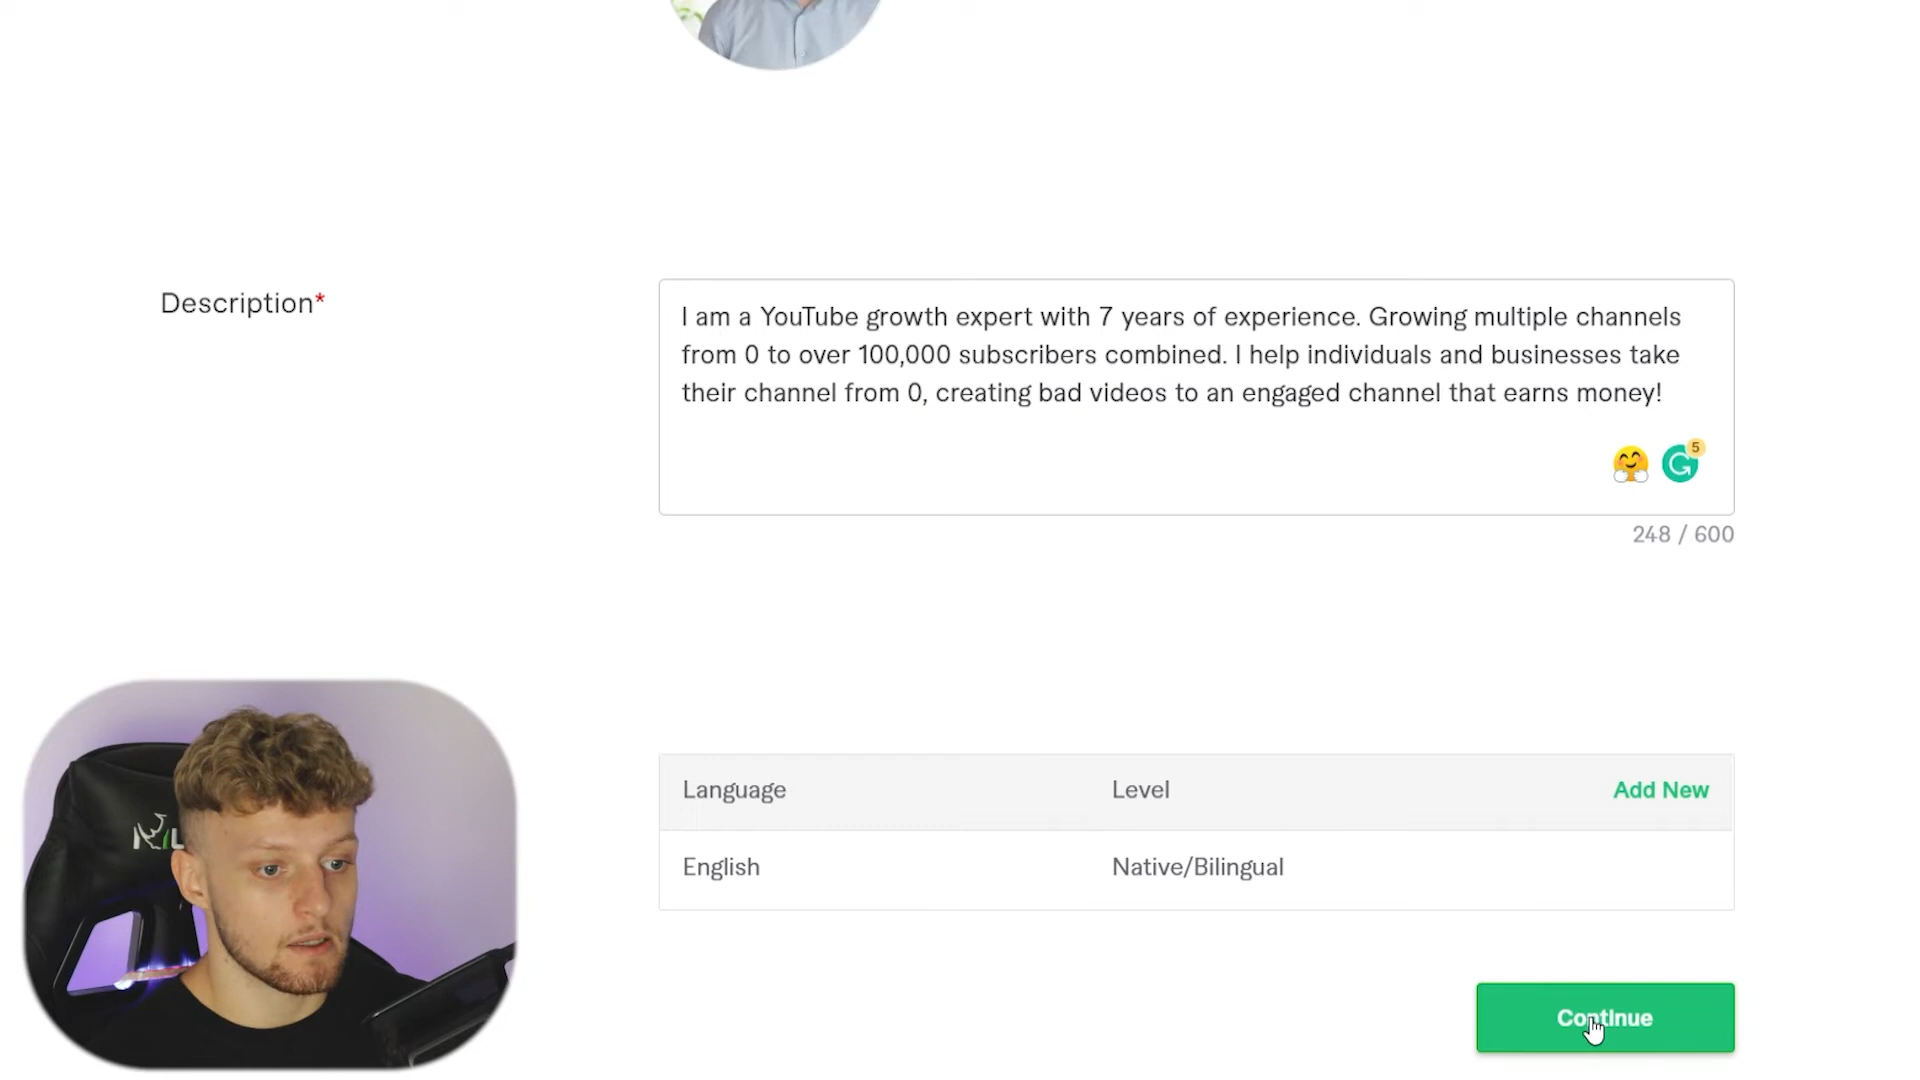 Description*
I am a YouTube growth expert with 7 years of experience. Growing multiple channels
from 0 to over 100,000 subscribers combined. I help individuals and businesses take
their channel from 0, creating bad videos to an engaged channel that earns money!
5
248 / 600
Language Level Add New
English Native/Bilingual
Continue